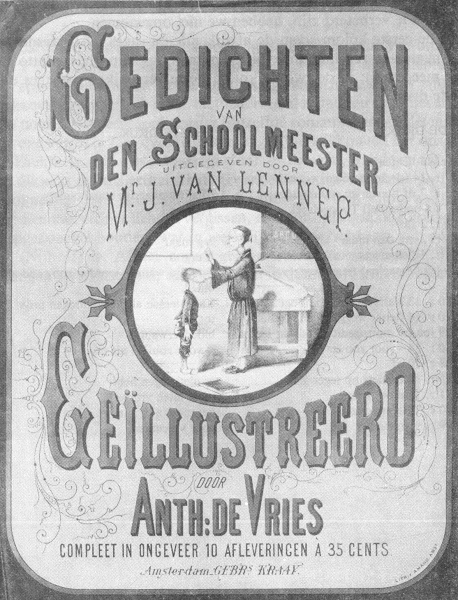 GEDICHTEN
VAN
DEN SCHOOLMEESTER
UITGEGEVEN DOOR
Mr. J. VAN LENNEP.
GEÏLLUSTREERD
DOOR
ANTH: DE VRIES
COMPLEET IN ONGEVEER 10 AFLEVERINGEN À 35 CENTS
Amsterdam, GEBRs. KRAAY.